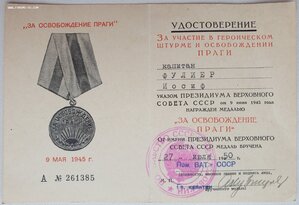 „ЗА ОСВОБОЖДЕНИЕ ПРАГИ"
9 МАЯ 1945 г.
А № 261385
УДОСТОВЕРЕНИЕ
ЗА УЧАСТИЕ В ГЕРОИЧЕСКОМ
ШТУРМЕ И ОСВОБОЖДЕНИИ
ПРАГИ
капитан
ФУЛИЕР
Иосиф
УКАЗОМ ПРЕЗИДИУМА ВЕРХОВНОГО
СОВЕТА СССР от 9 июня 1945 года
НАГРАЖДЕН МЕДАЛЬЮ
„ЗА ОСВОБОЖДЕНИЕ
ПРАГИ"
ОТ ИМЕНИ ПРЕЗИДИУМА ВЕРХОВНОГО
СОВЕТА СССР МЕДАЛЬ ВРУЧЕНА
27
СССР